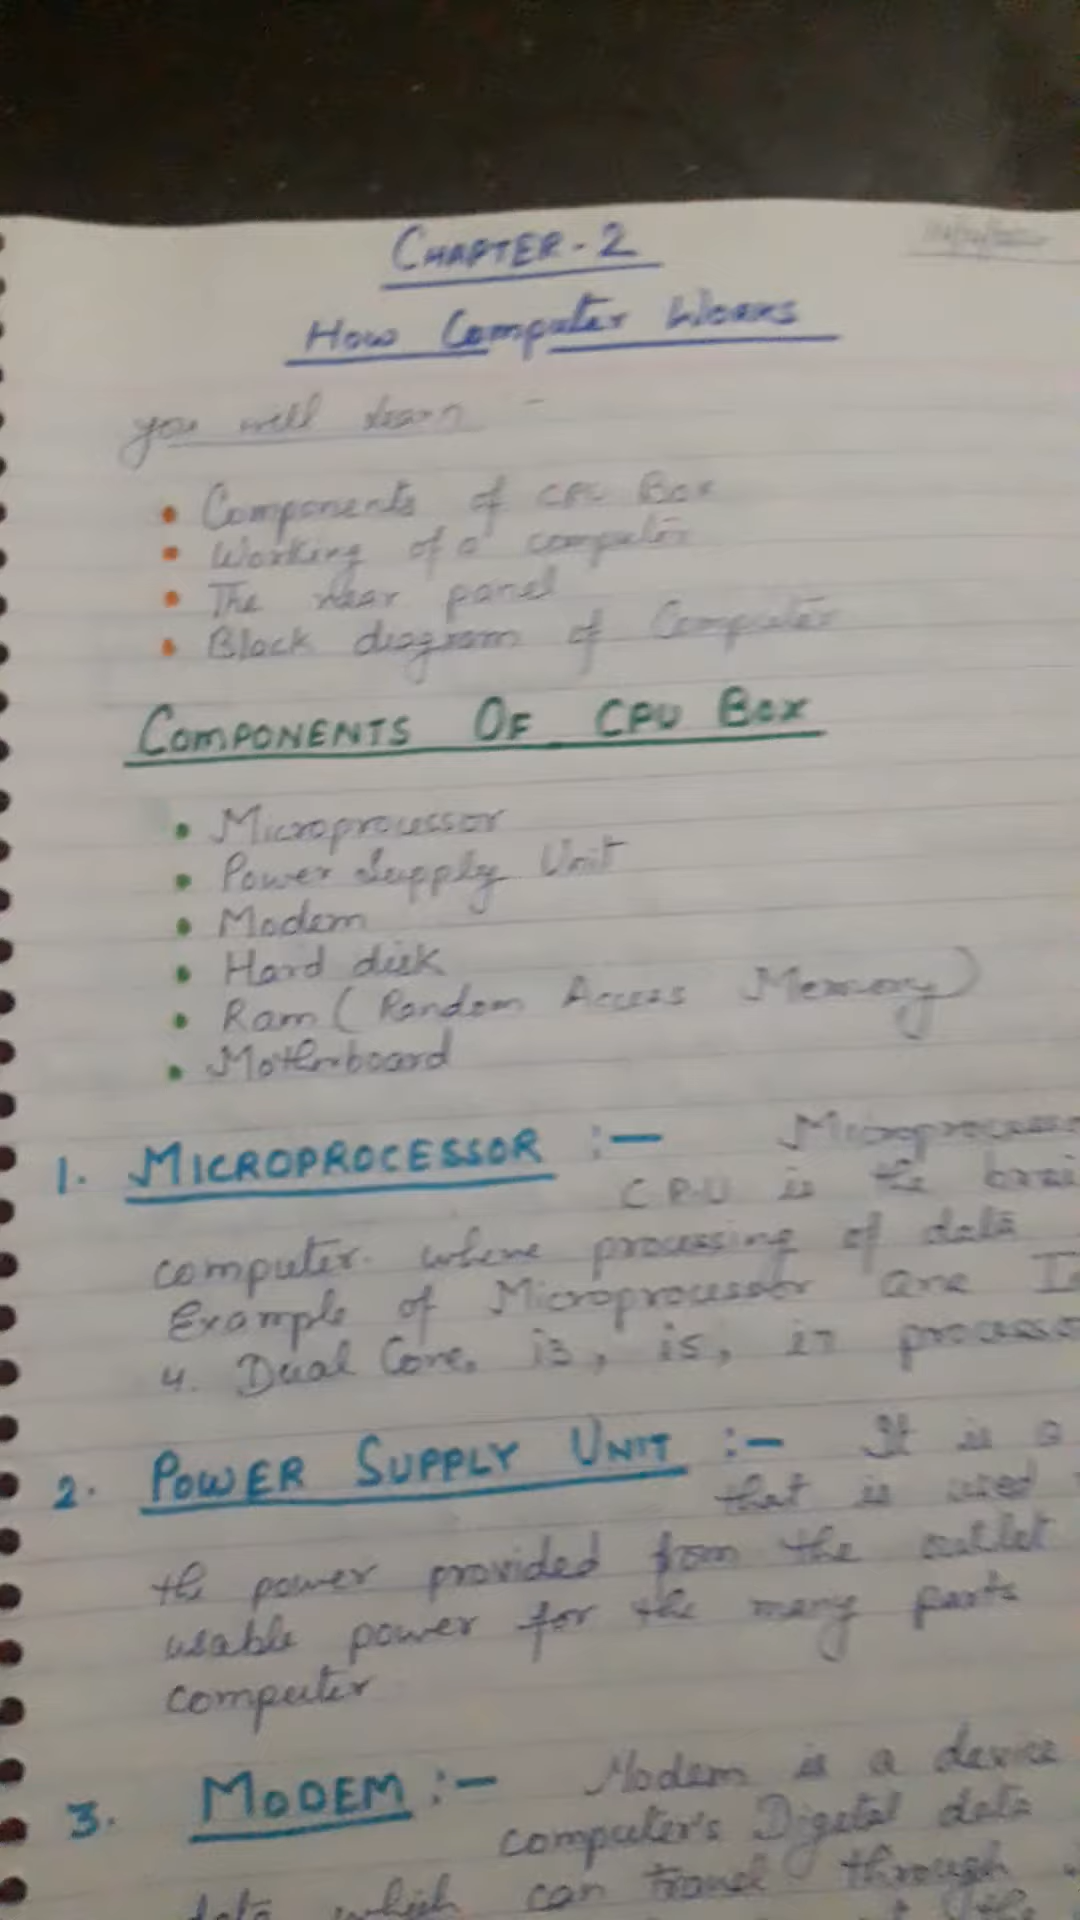 CHAPTER-2
How Computer Works
you will learn -
• Components of CPU Box
• Working of a computer
• The rear panel
• Block diagram of Computer
COMPONENTS OF CPU Box
• Microprocessor
• Power Supply Unit
• Modem
• Hard disk
• Ram ( Random Access Memory)
• Motherboard
1. MICROPROCESSOR :-
C P.U is the
computer. where processing of data
Example of Microprocessor are
4. Dual Core, i3, i5, i7
2. POWER SUPPLY UNIT :- It is a
that is used
the power provided from the outlet
usable power for the many parts
computer
3. MODEM :- Modem is a device
computer's Digital data
data which can travel through